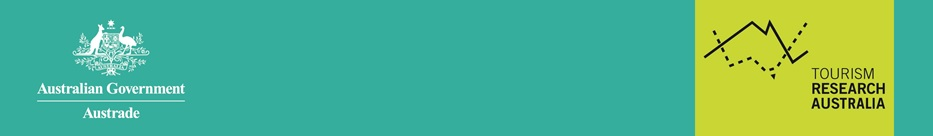 Australian Government
Austrade
TOURISM
RESEARCH
AUSTRALIA